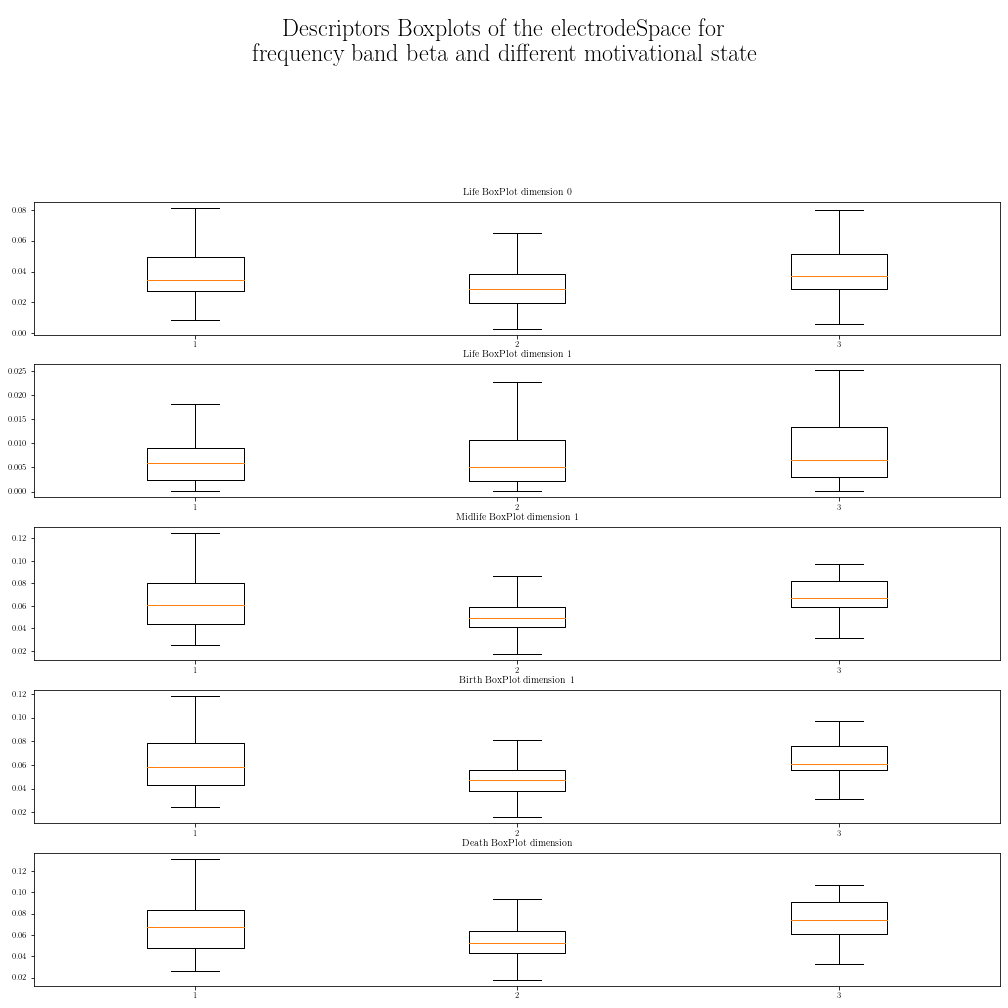 Descriptors Boxplots of the electrodeSpace for
frequency band beta and different motivational state
Life BoxPlot dimension 0
0.08
0.06
0.04
0.02
0.00
1 2 3
Life BoxPlot dimension 1
0.025
0.020
0.015
0.010
0.005
0.000
1 2 3
Midlife BoxPlot dimension 1
0.12
0.10
0.08
0.06
0.04
0.02
1 2 3
Birth BoxPlot dimension 1
0.12
0.10
0.08
0.06
0.04
0.02
1 2 3
Death BoxPlot dimension
0.12
0.10
0.08
0.06
0.04
0.02
1 2 3